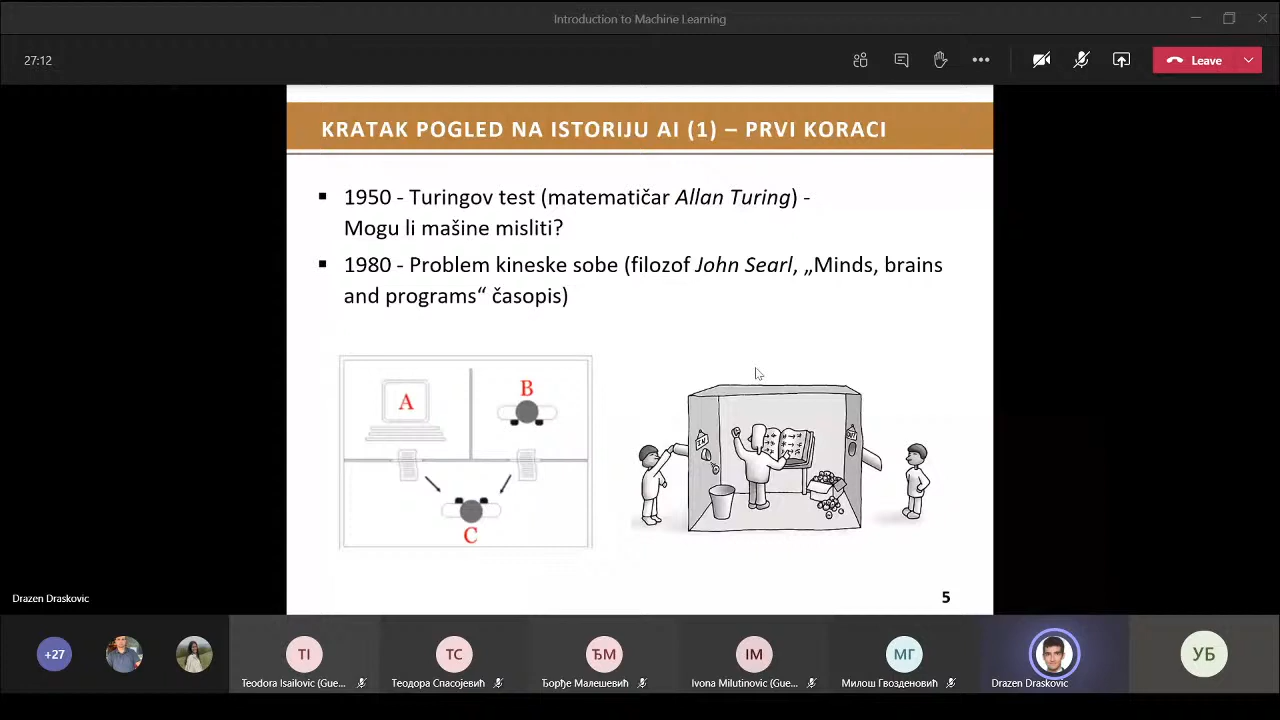 Introduction to Machine Learning
27:12
Leave
KRATAK POGLED NA ISTORIJU AI (1) – PRVI KORACI
1950 - Turingov test (matematičar Allan Turing) -
Mogu li mašine misliti?
1980 - Problem kineske sobe (filozof John Searl, „Minds, brains
and programs“ časopis)
A
B
C
5
Drazen Draskovic
+27
TI
TC
ЂМ
IM
МГ
УБ
Teodora Isailovic (Gue...
Теодора Спасојевић
Ђорђе Малешевић
Ivona Milutinovic (Gue...
Милош Гвозденовић
Drazen Draskovic